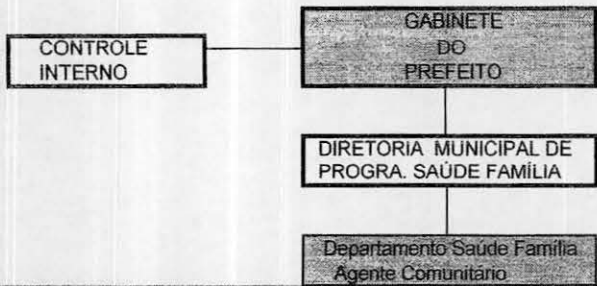 GABINETE
DO
PREFEITO
CONTROLE
INTERNO
DIRETORIA MUNICIPAL DE
PROGRA. SAÚDE FAMÍLIA
Departamento Saúde Família
Agente Comunitário